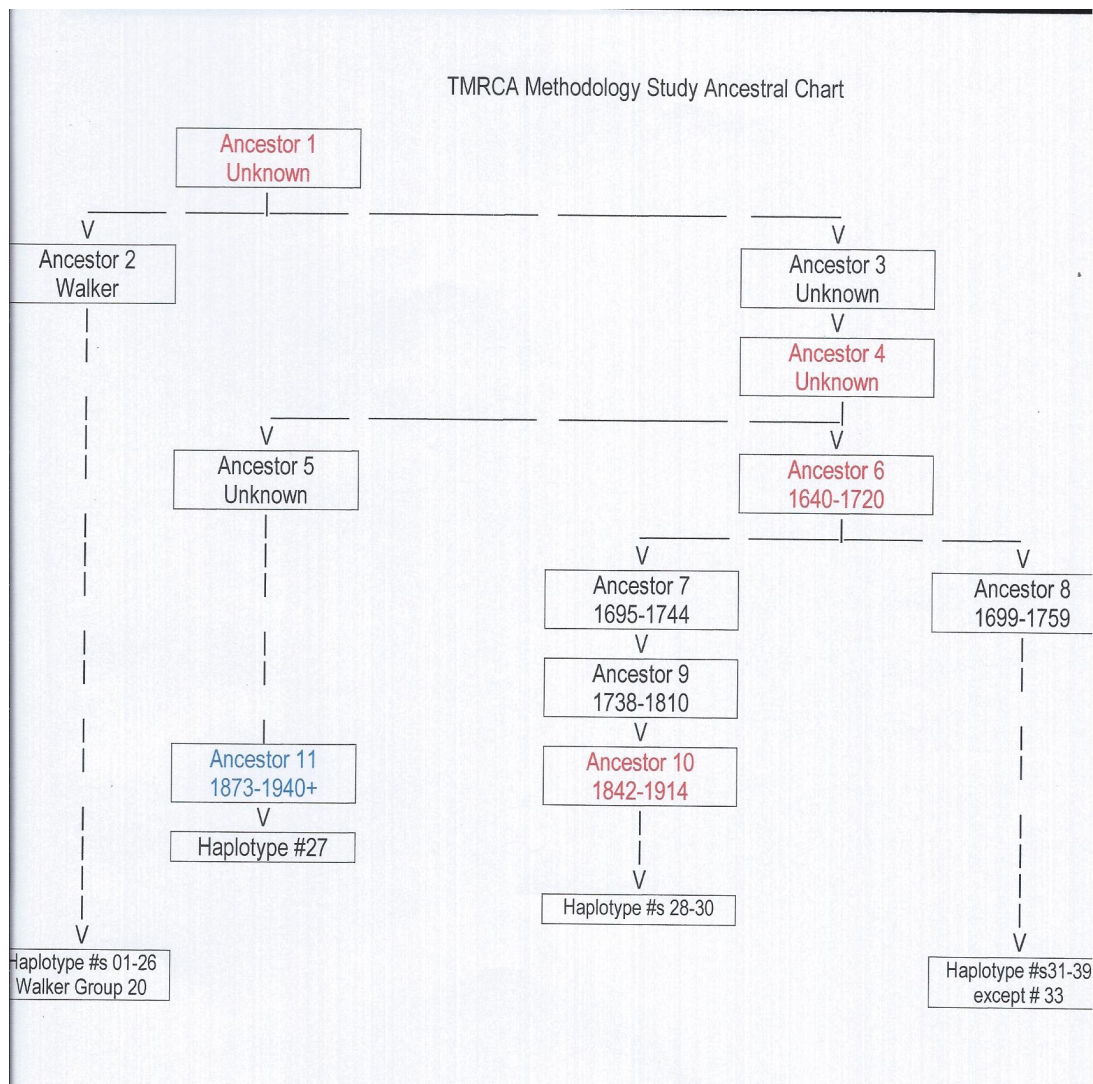 TMRCA Methodology Study Ancestral Chart
Ancestor 1
Unknown
Ancestor 2
Walker
Ancestor 3
Unknown
Ancestor 4
Unknown
Ancestor 5
Unknown
Ancestor 6
1640-1720
Ancestor 7
1695-1744
Ancestor 8
1699-1759
Ancestor 9
1738-1810
Ancestor 11
1873-1940+
Ancestor 10
1842-1914
Haplotype #27
Haplotype #s 28-30
Haplotype #s 01-26
Walker Group 20
Haplotype #s31-39
except # 33